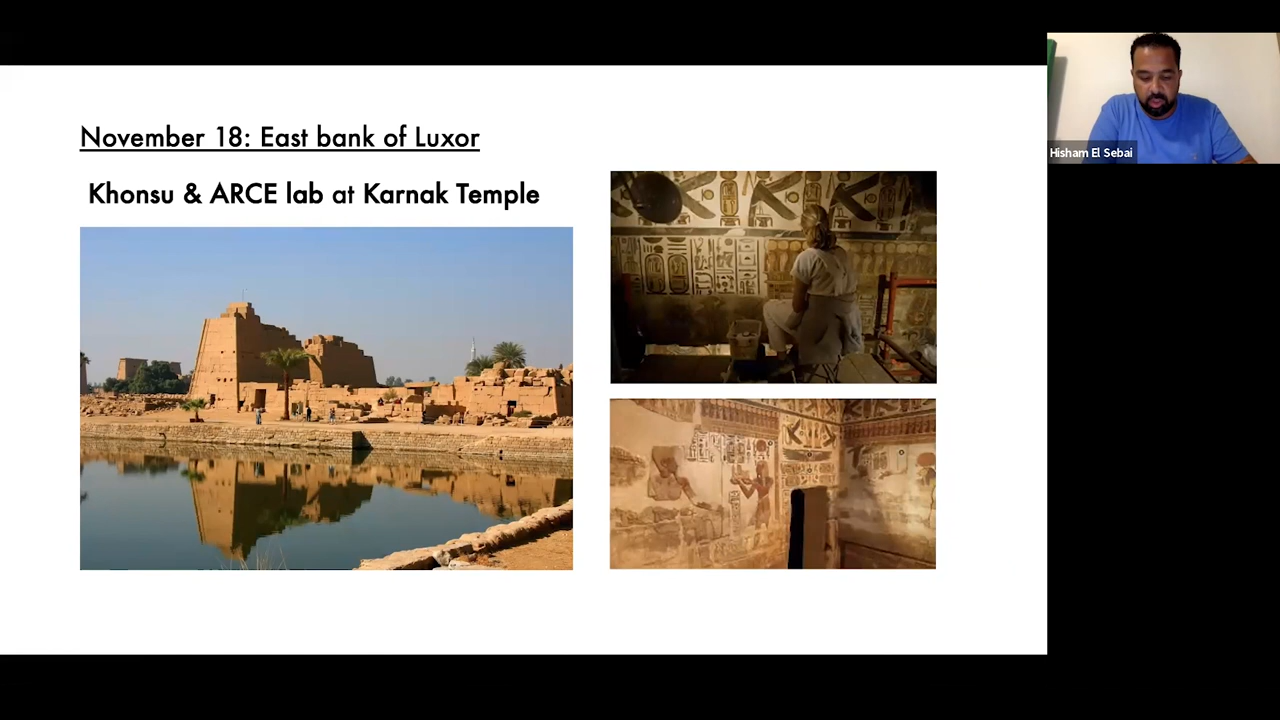 November 18: East bank of Luxor
Khonsu & ARCE lab at Karnak Temple
Hisham El Sebai